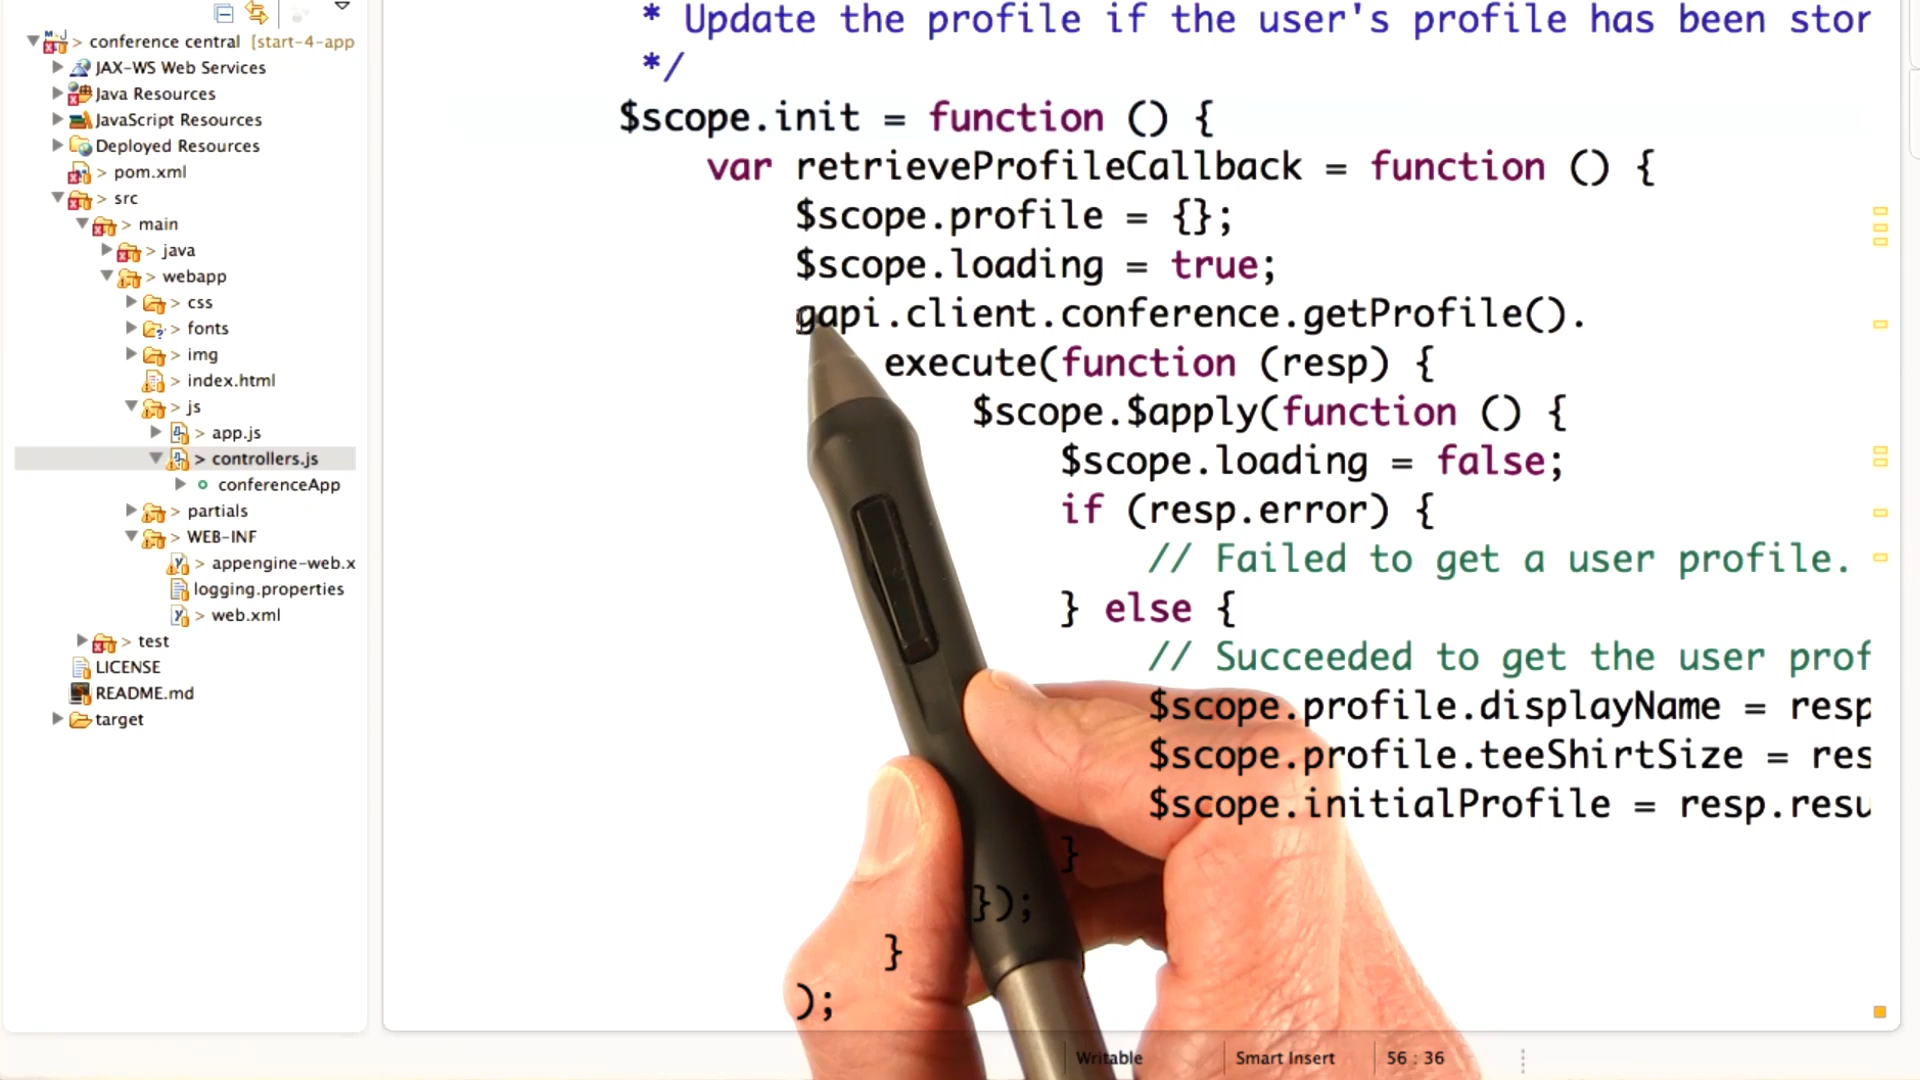 conference central [start-4-app
JAX-WS Web Services
Java Resources
JavaScript Resources
Deployed Resources
> pom.xml
> src
> main
> java
> webapp
> css
> fonts
> img
> index.html
> js
> app.js
> controllers.js
conferenceApp
> partials
> WEB-INF
> appengine-web.x
logging.properties
> web.xml
> test
LICENSE
README.md
target
* Update the profile if the user's profile has been stor
*/
$scope.init = function () {
var retrieveProfileCallback = function () {
$scope.profile = {};
$scope.loading = true;
gapi.client.conference.getProfile().
execute(function (resp) {
$scope.$apply(function () {
$scope.loading = false;
if (resp.error) {
// Failed to get a user profile.
} else {
// Succeeded to get the user prof
$scope.profile.displayName = resp
$scope.profile.teeShirtSize = res
$scope.initialProfile = resp.resu
}
});
}
);
Writable
Smart Insert
56 : 36